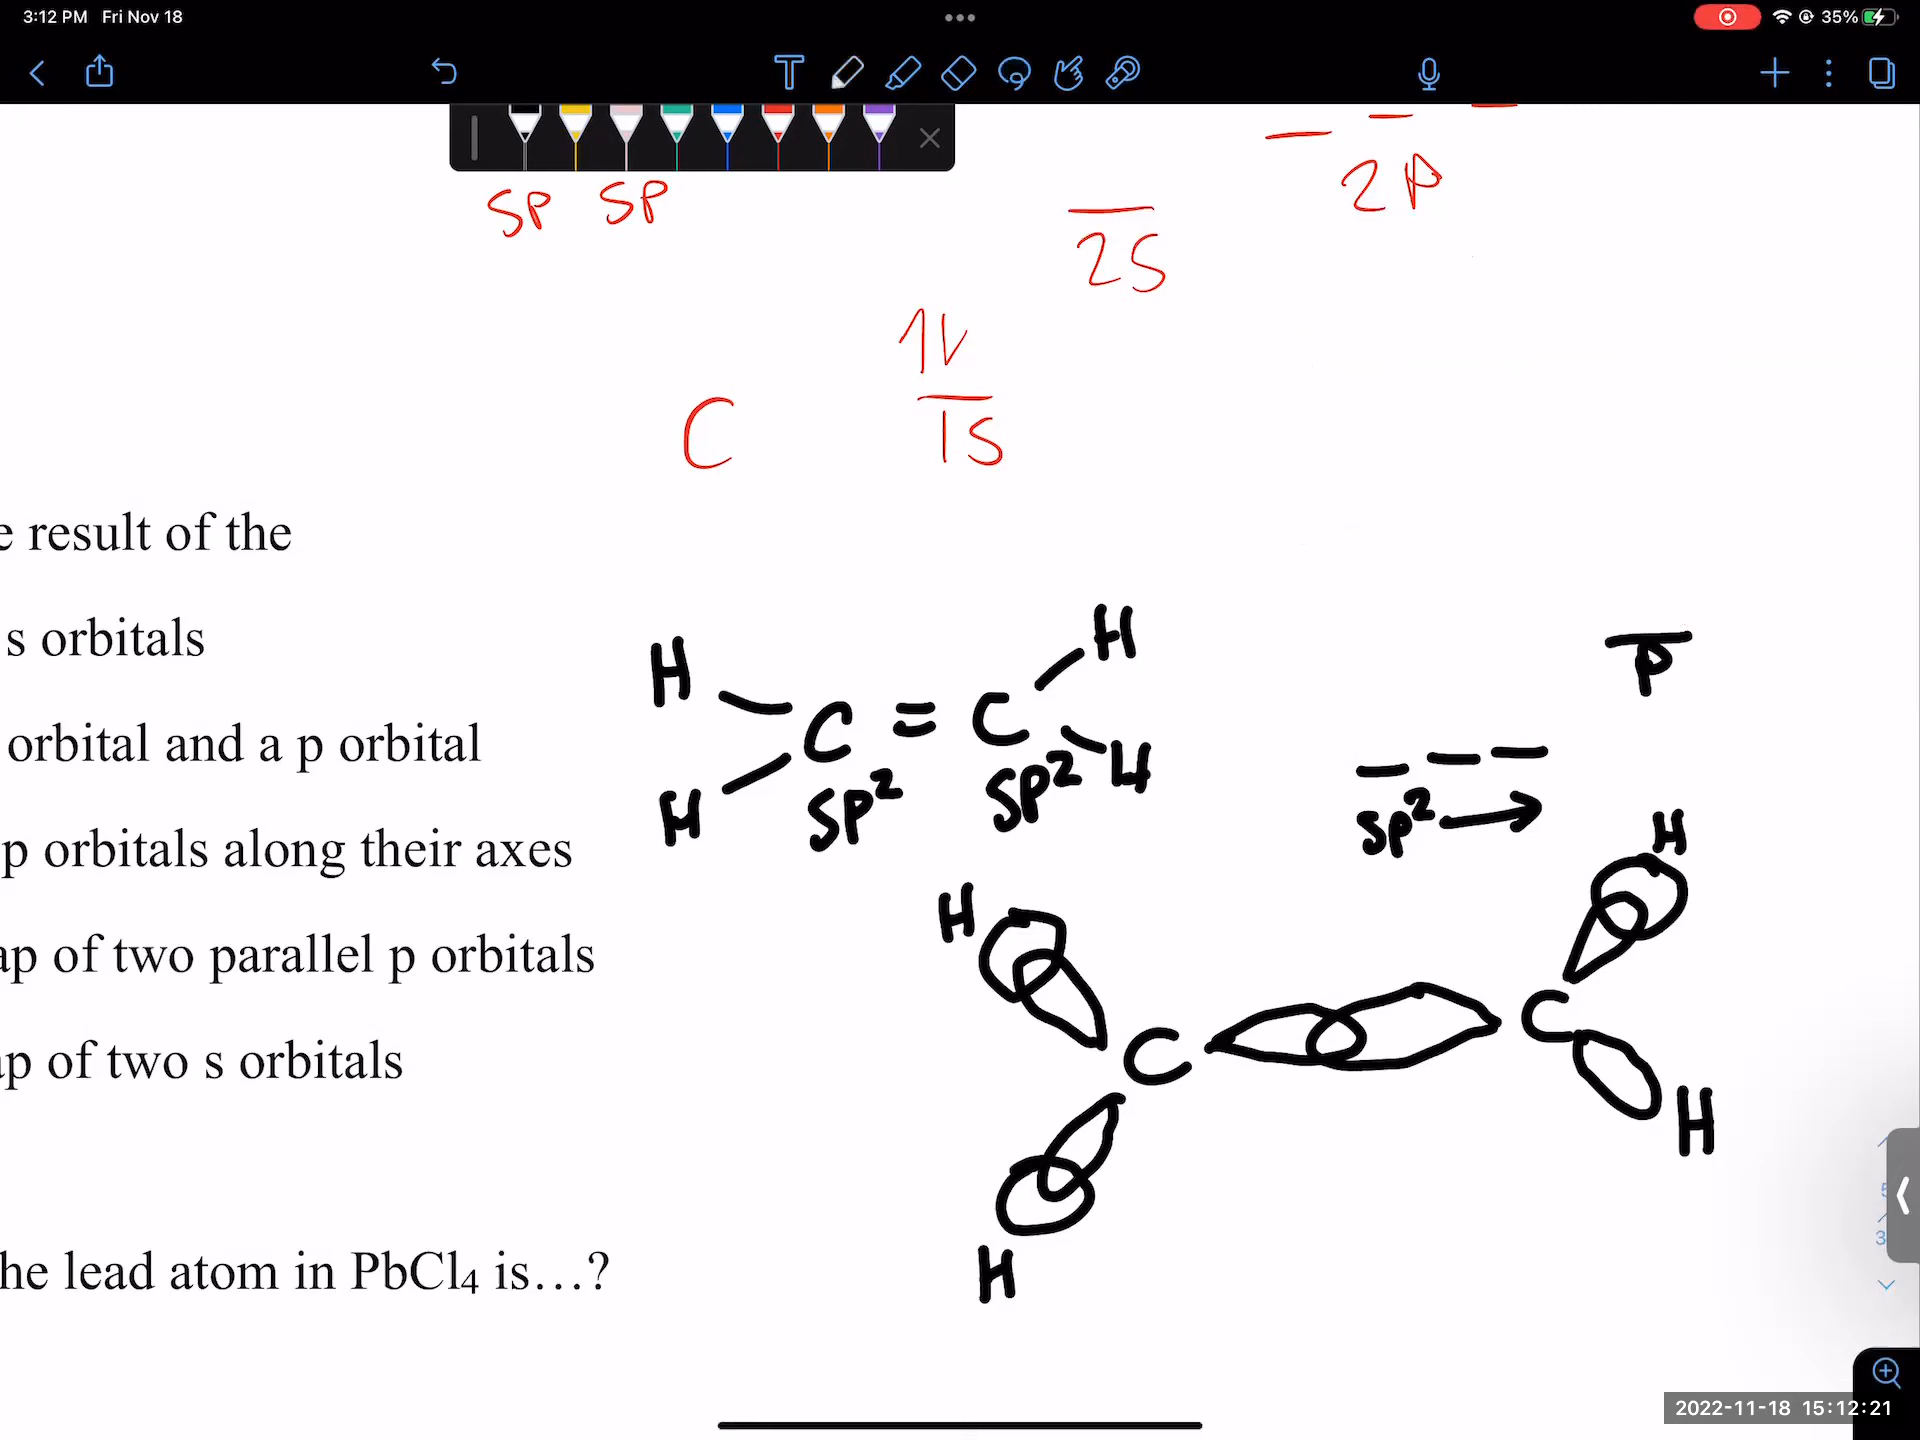 3:12 PM Fri Nov 18
35%
SP SP
2P
2S
1S
C
e result of the
s orbitals
orbital and a p orbital
p orbitals along their axes
ap of two parallel p orbitals
ap of two s orbitals
he lead atom in PbCl₄ is…?
H H
C = C
H H
SP² SP²
P
SP² →
H H
C C
H H
2022-11-18 15:12:21